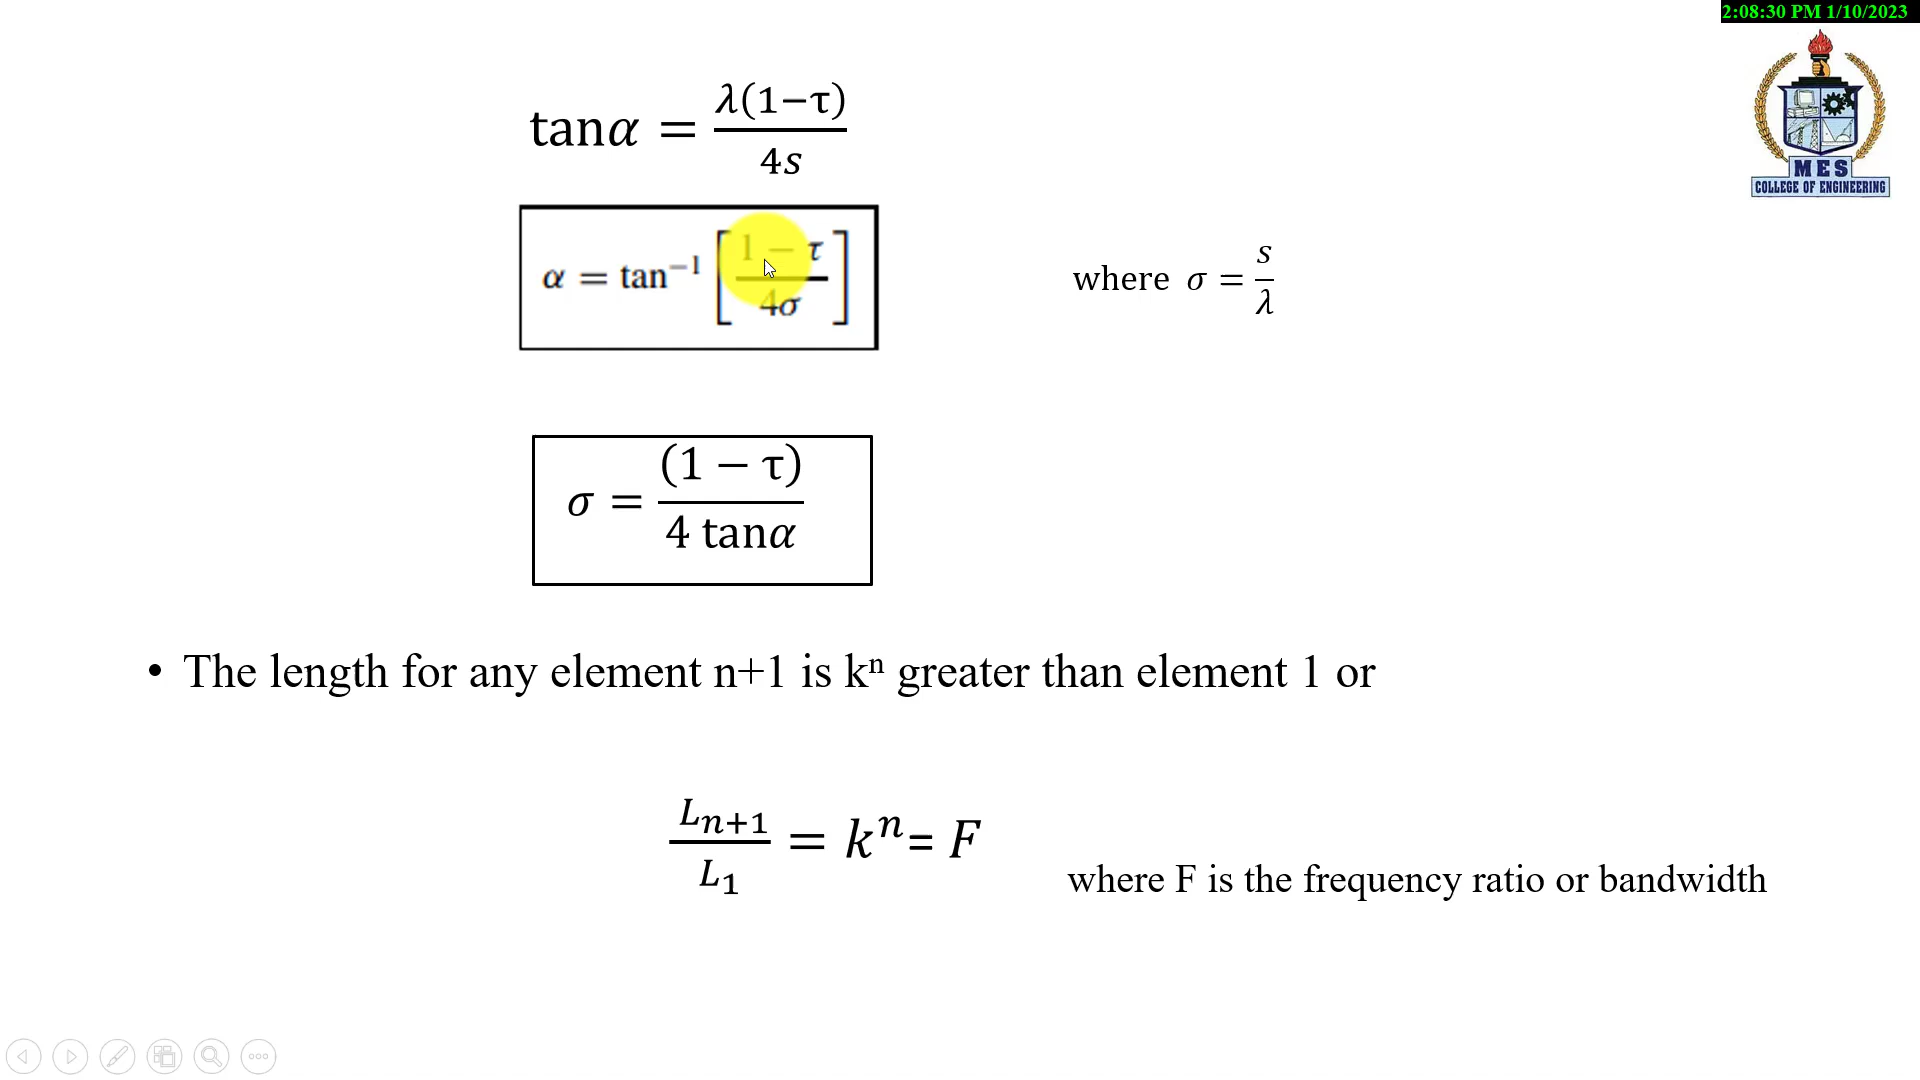 2:08:30 PM 1/10/2023
tanα = λ(1−τ) / 4s
MES
COLLEGE OF ENGINEERING
α = tan⁻¹ [ 1 − τ / 4σ ]
where σ = s / λ
σ = (1 − τ) / 4 tanα
• The length for any element n+1 is kⁿ greater than element 1 or
Lₙ₊₁ / L₁ = kⁿ= F
where F is the frequency ratio or bandwidth